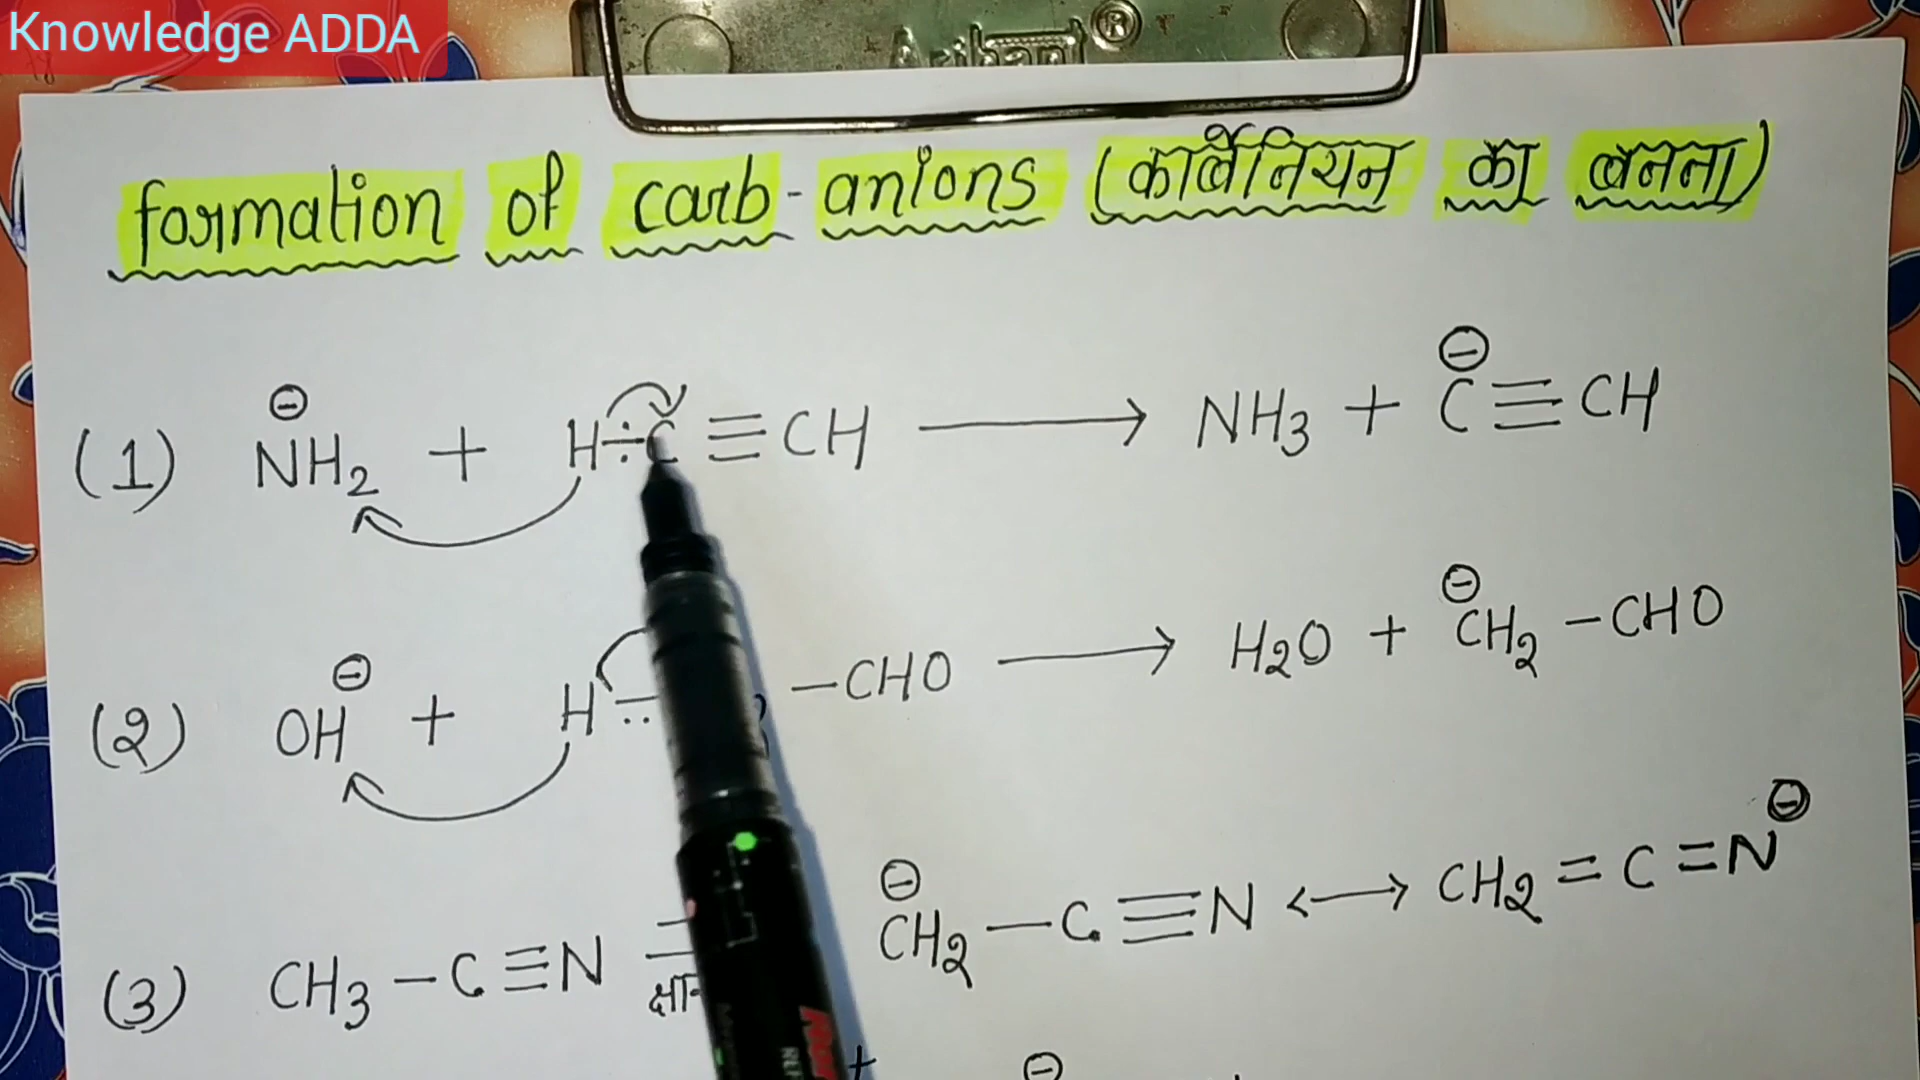 Knowledge ADDA
Arihant ®
formation of carb-anions (कार्बेनियन का बनना)
(1) NH2⊖ + H÷C≡CH ⟶ NH3 + C⊖≡CH
(2) OH⊖ + H — CHO ⟶ H2O + CH2⊖ – CHO
(3) CH3 – C≡N CH2⊖ – C≡N ⟷ CH2 = C = N⊖
+ ⊖